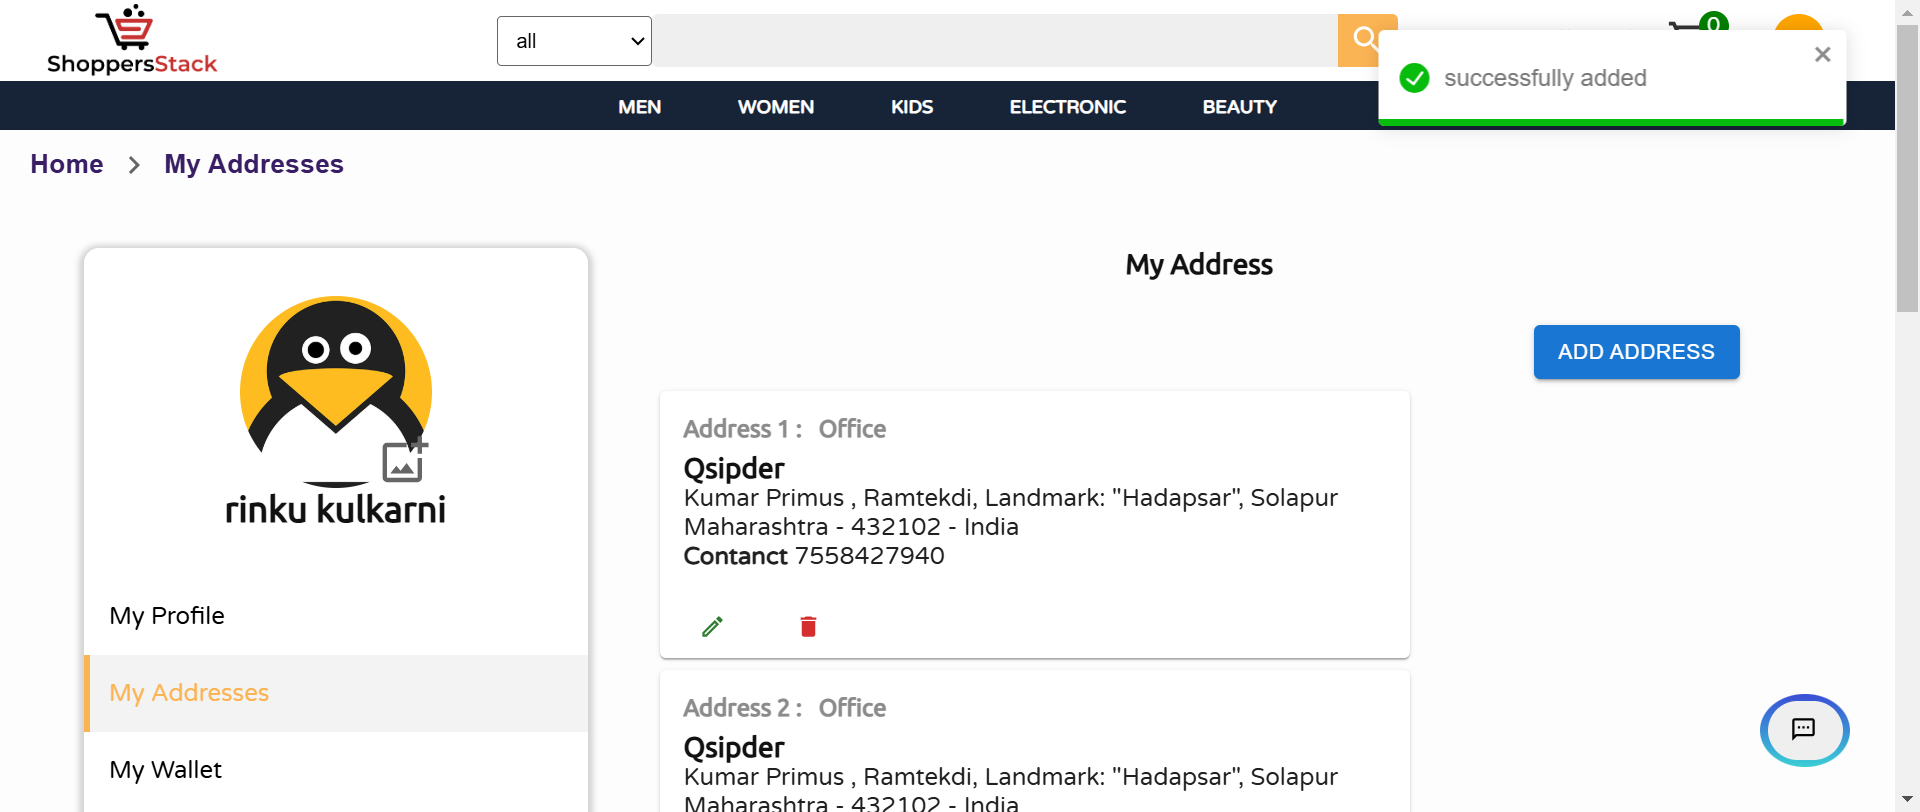 ShoppersStack
all
0
successfully added
MEN WOMEN KIDS ELECTRONIC BEAUTY
Home > My Addresses
My Address
ADD ADDRESS
rinku kulkarni
My Profile
My Addresses
My Wallet
Address 1 : Office
Qsipder
Kumar Primus , Ramtekdi, Landmark: "Hadapsar", Solapur
Maharashtra - 432102 - India
Contanct 7558427940
Address 2 : Office
Qsipder
Kumar Primus , Ramtekdi, Landmark: "Hadapsar", Solapur
Maharashtra - 432102 - India